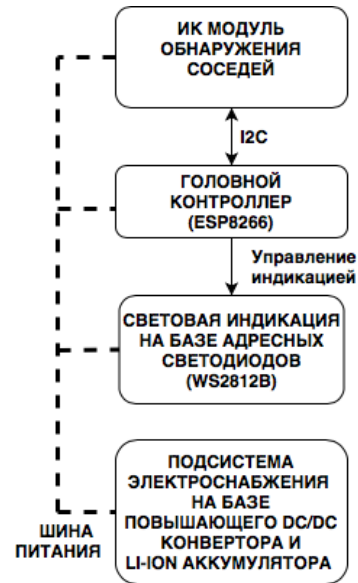 ИК МОДУЛЬ
ОБНАРУЖЕНИЯ
СОСЕДЕЙ
I2C
ГОЛОВНОЙ
КОНТРОЛЛЕР
(ESP8266)
Управление
индикацией
СВЕТОВАЯ ИНДИКАЦИЯ
НА БАЗЕ АДРЕСНЫХ
СВЕТОДИОДОВ
(WS2812B)
ПОДСИСТЕМА
ЭЛЕКТРОСНАБЖЕНИЯ
НА БАЗЕ
ПОВЫШАЮЩЕГО DC/DC
КОНВЕРТОРА И
LI-ION АККУМУЛЯТОРА
ШИНА
ПИТАНИЯ